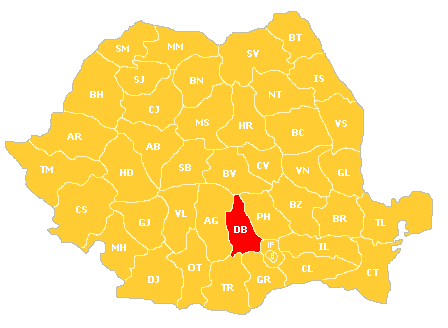 BT
SM
MM
SV
SJ
BN
IS
BH
CJ
NT
MS
HR
VS
BC
AR
AB
SB
CV
VN
GL
TM
HD
BV
CS
VL
AG
PH
BZ
BR
TL
GJ
DB
MH
IF
IL
OT
CL
DJ
TR
GR
CT
B